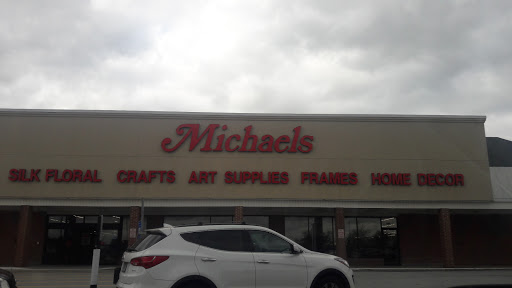 Michaels
SILK FLORAL CRAFTS ART SUPPLIES FRAMES HOME DECOR